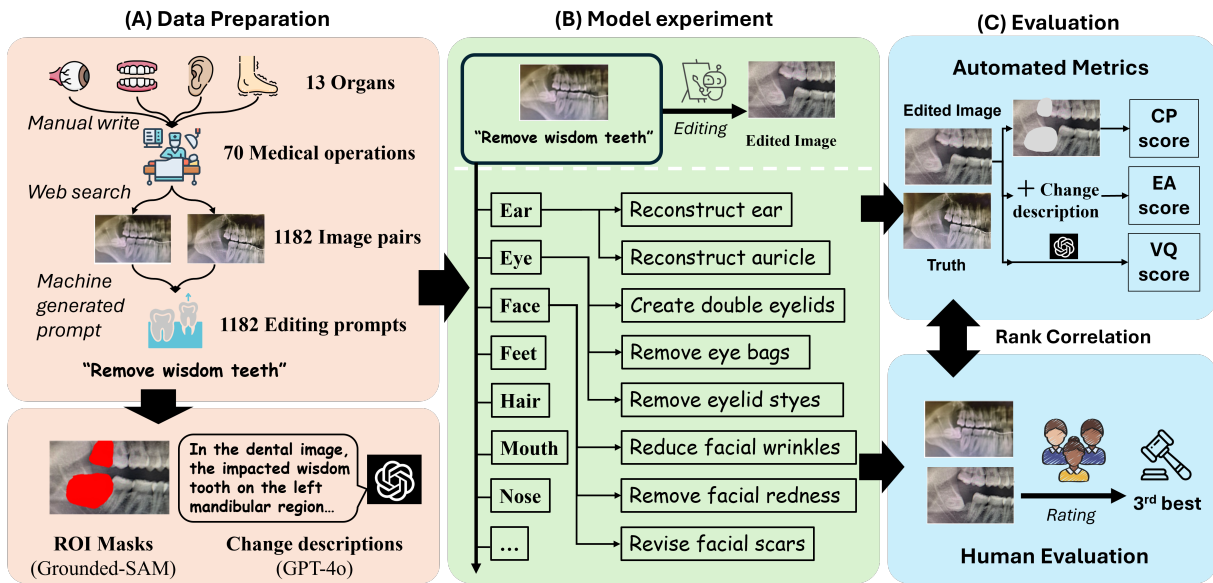 (A) Data Preparation
13 Organs
Manual write
70 Medical operations
Web search
1182 Image pairs
Machine
generated
prompt
1182 Editing prompts
“Remove wisdom teeth”
In the dental image,
the impacted wisdom
tooth on the left
mandibular region…
ROI Masks
(Grounded-SAM)
Change descriptions
(GPT-4o)
(B) Model experiment
“Remove wisdom teeth”
Editing
Edited Image
Ear
Eye
Face
Feet
Hair
Mouth
Nose
...
Reconstruct ear
Reconstruct auricle
Create double eyelids
Remove eye bags
Remove eyelid styes
Reduce facial wrinkles
Remove facial redness
Revise facial scars
(C) Evaluation
Automated Metrics
Edited Image
Truth
+ Change
description
CP
score
EA
score
VQ
score
Rank Correlation
Rating
3rd best
Human Evaluation